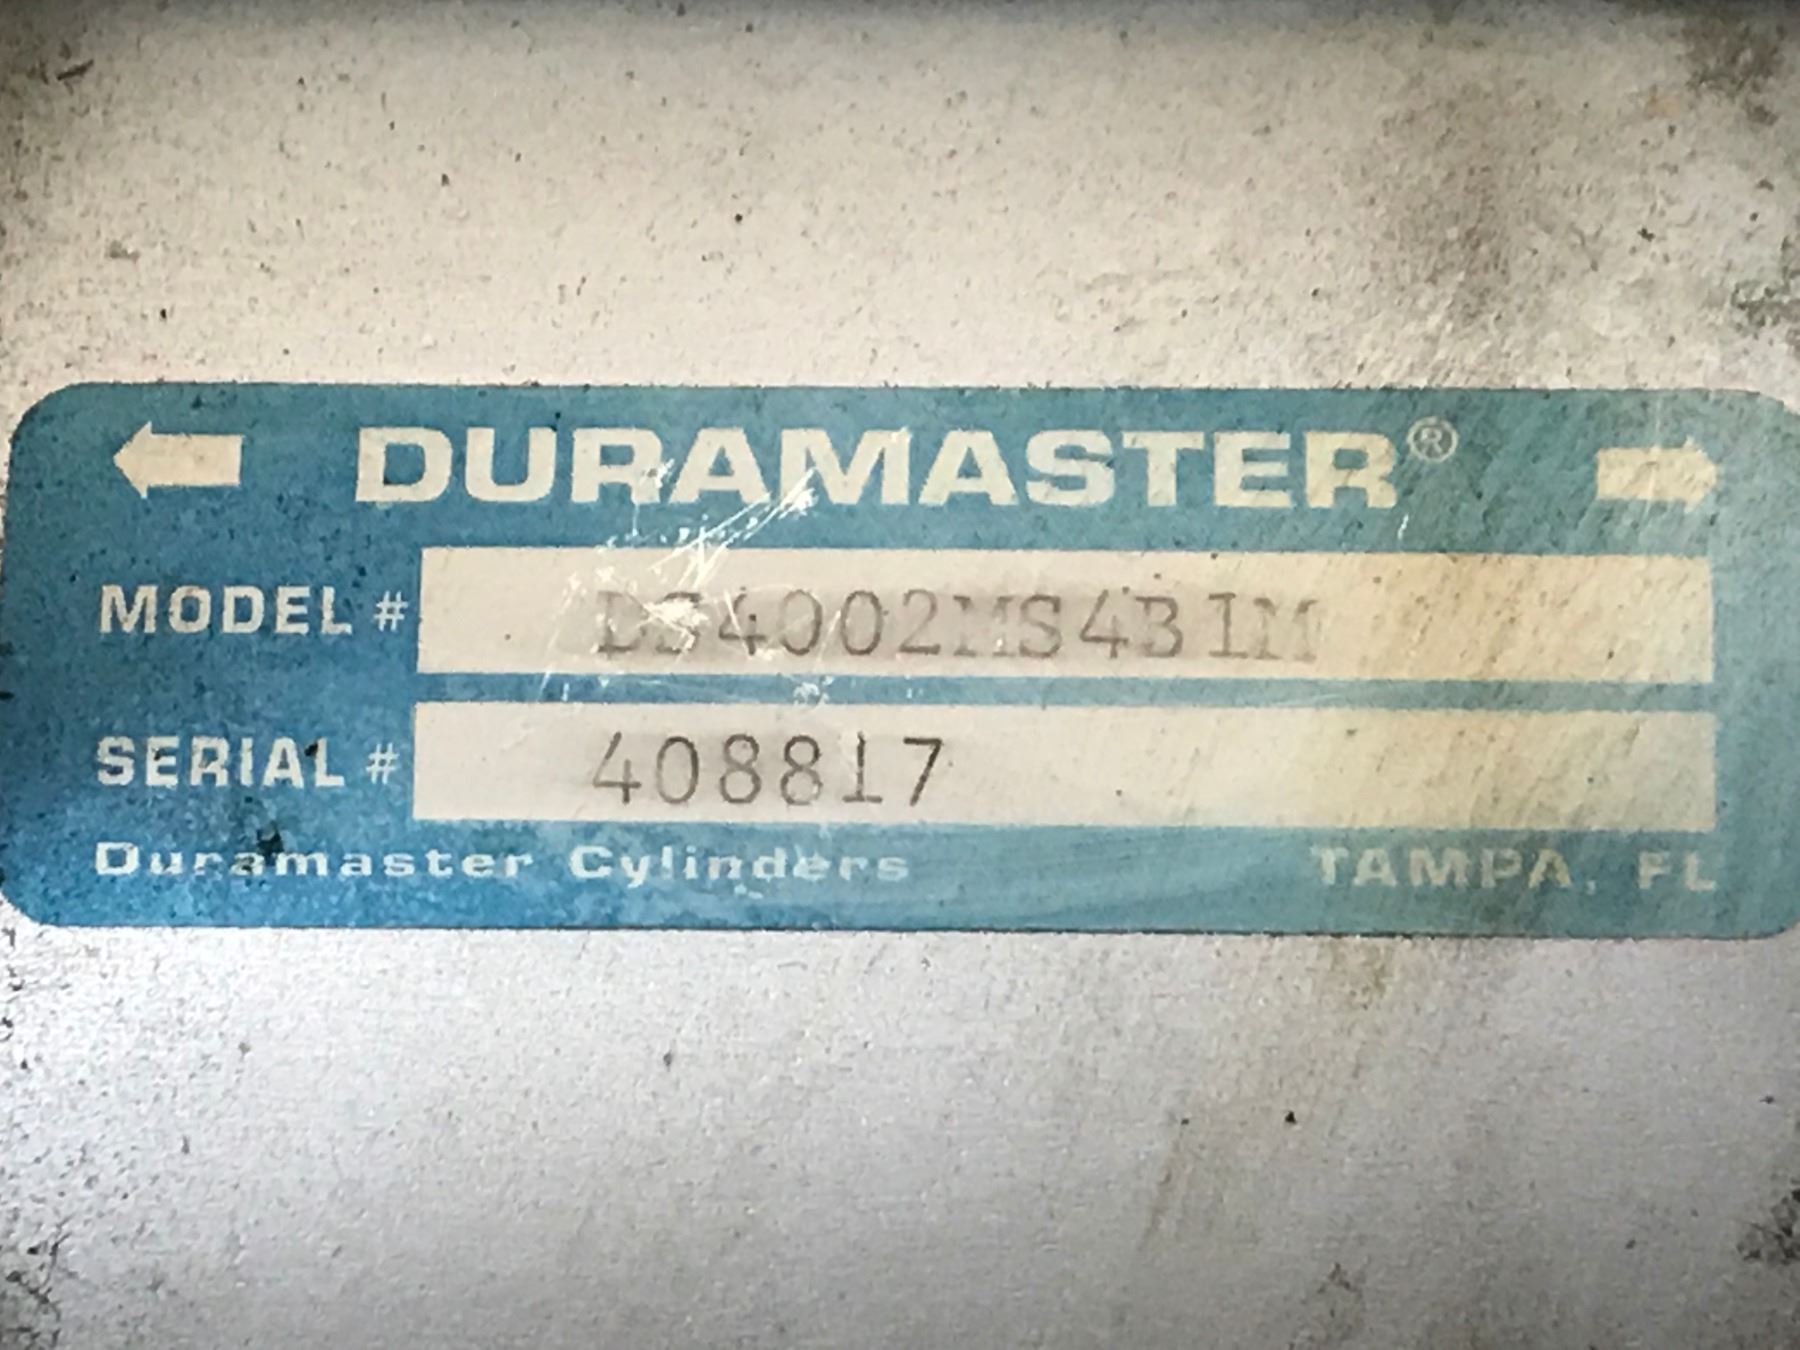 DURAMASTER®
MODEL # DS4002MS4B1M
SERIAL # 408817
Duramaster Cylinders TAMPA, FL